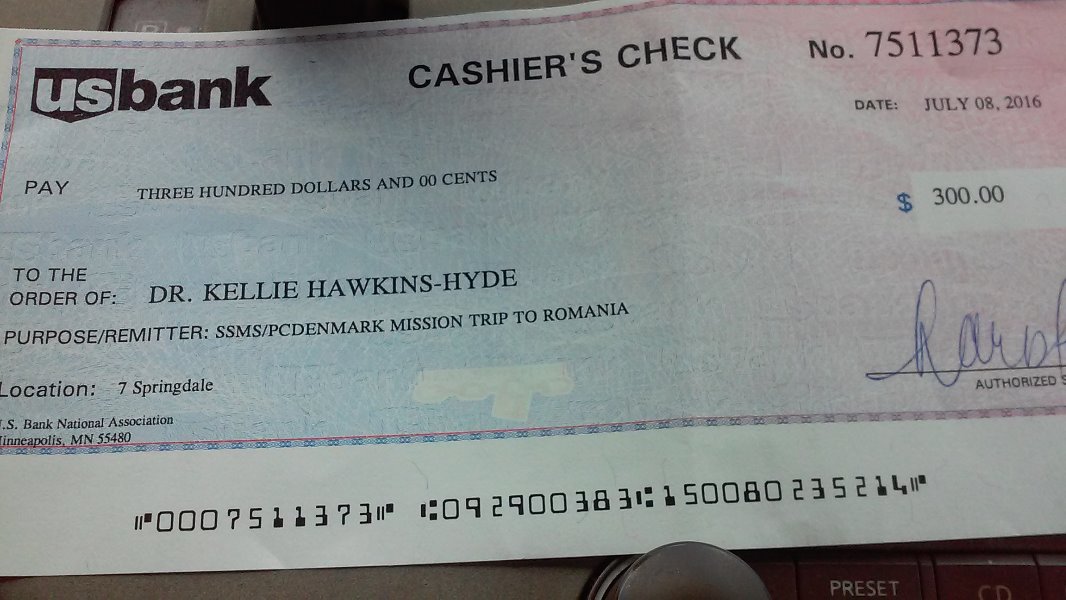 usbank
CASHIER'S CHECK
No. 7511373
DATE: JULY 08, 2016
PAY THREE HUNDRED DOLLARS AND 00 CENTS
$ 300.00
TO THE
ORDER OF: DR. KELLIE HAWKINS-HYDE
PURPOSE/REMITTER: SSMS/PCDENMARK MISSION TRIP TO ROMANIA
Location: 7 Springdale
AUTHORIZED S
.S. Bank National Association
inneapolis, MN 55480
⑈0007511373⑈ ⑆092900383⑆150080235214⑈
PRESET
CD